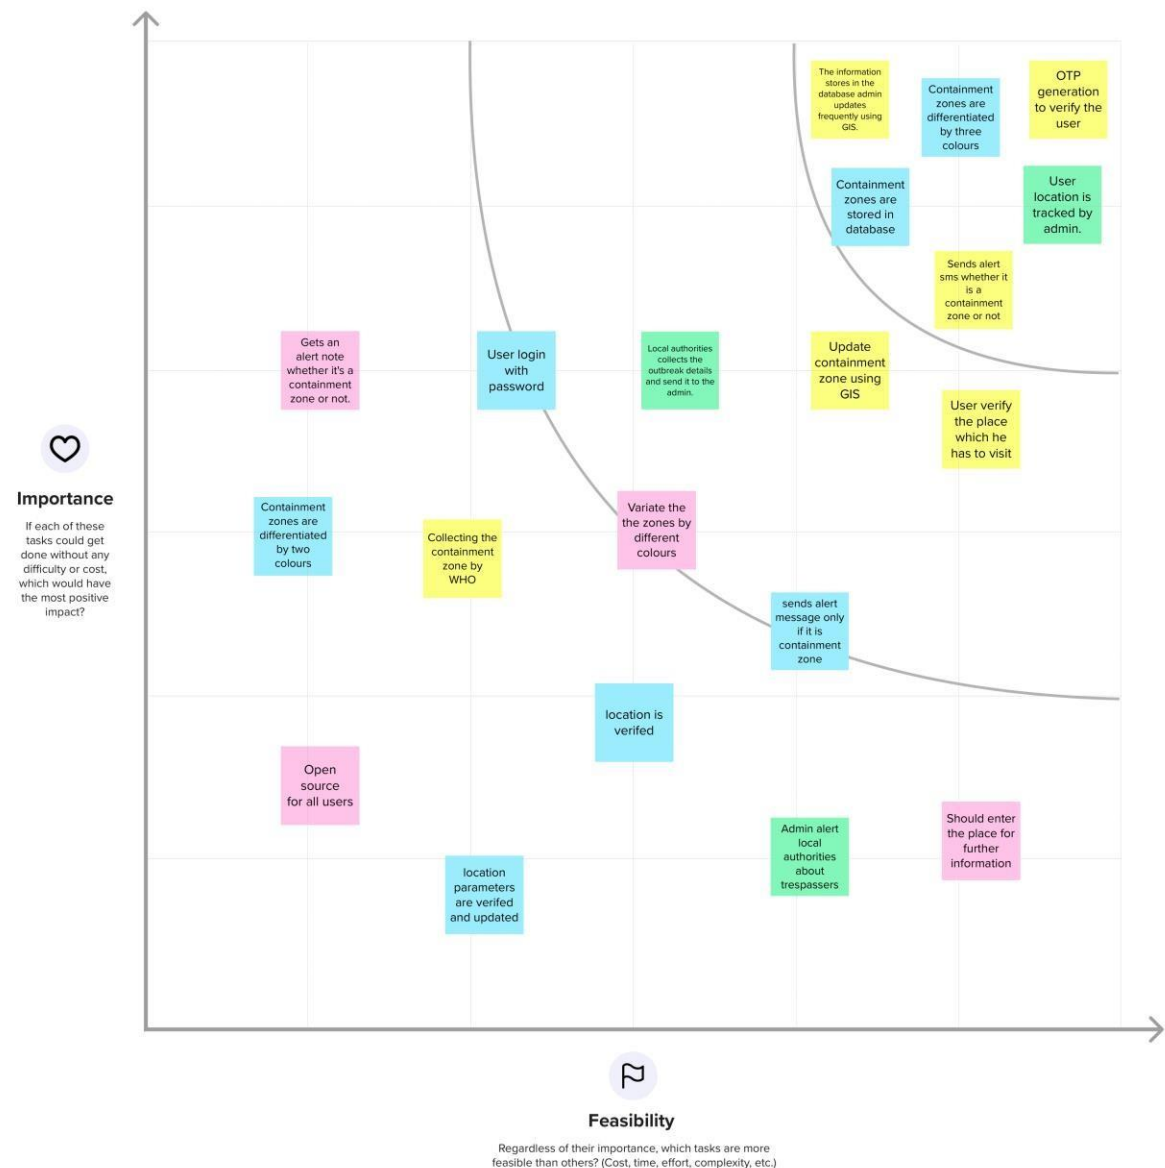 The information
stores in the
database admin
updates
frequently using
GIS.
Containment
zones are
differentiated
by three
colours
OTP
generation
to verify the
user
Containment
zones are
stored in
database
User
location is
tracked by
admin.
Sends alert
sms whether it
is a
containment
zone or not
Gets an
alert note
whether it's a
containment
zone or not.
User login
with
password
Local authorities
collects the
outbreak details
and send it to the
admin.
Update
containment
zone using
GIS
User verify
the place
which he
has to visit
Importance
If each of these
tasks could get
done without any
difficulty or cost,
which would have
the most positive
impact?
Containment
zones are
differentiated
by two
colours
Collecting the
containment
zone by
WHO
Variate the
the zones by
different
colours
sends alert
message only
if it is
containment
zone
location is
verifed
Open
source
for all users
location
parameters
are verifed
and updated
Admin alert
local
authorities
about
trespassers
Should enter
the place for
further
information
Feasibility
Regardless of their importance, which tasks are more
feasible than others? (Cost, time, effort, complexity, etc.)